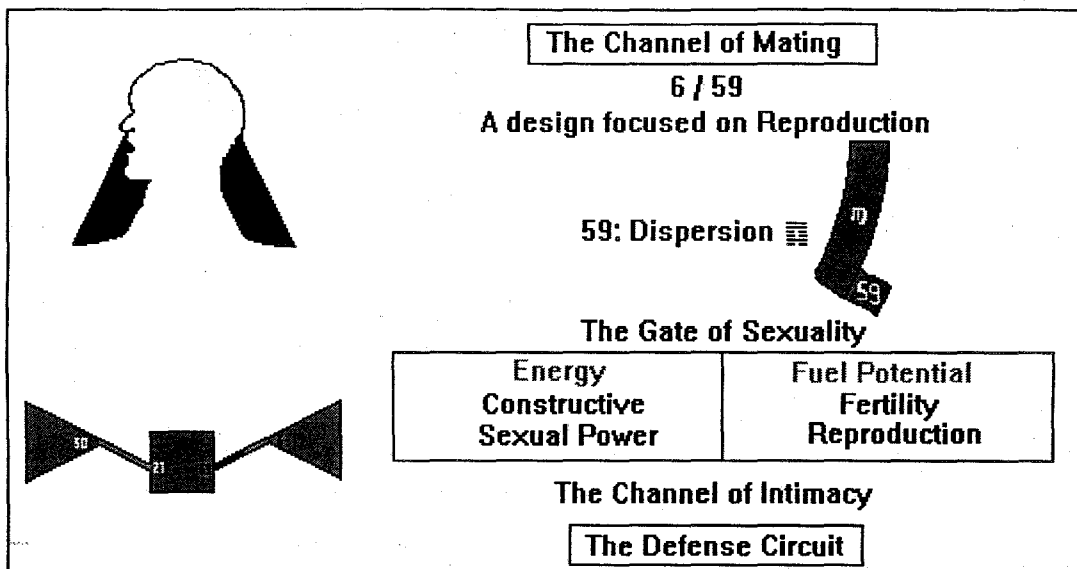 The Channel of Mating
6 / 59
A design focused on Reproduction
59: Dispersion
59
The Gate of Sexuality
Energy
Constructive
Sexual Power
Fuel Potential
Fertility
Reproduction
21
The Channel of Intimacy
The Defense Circuit